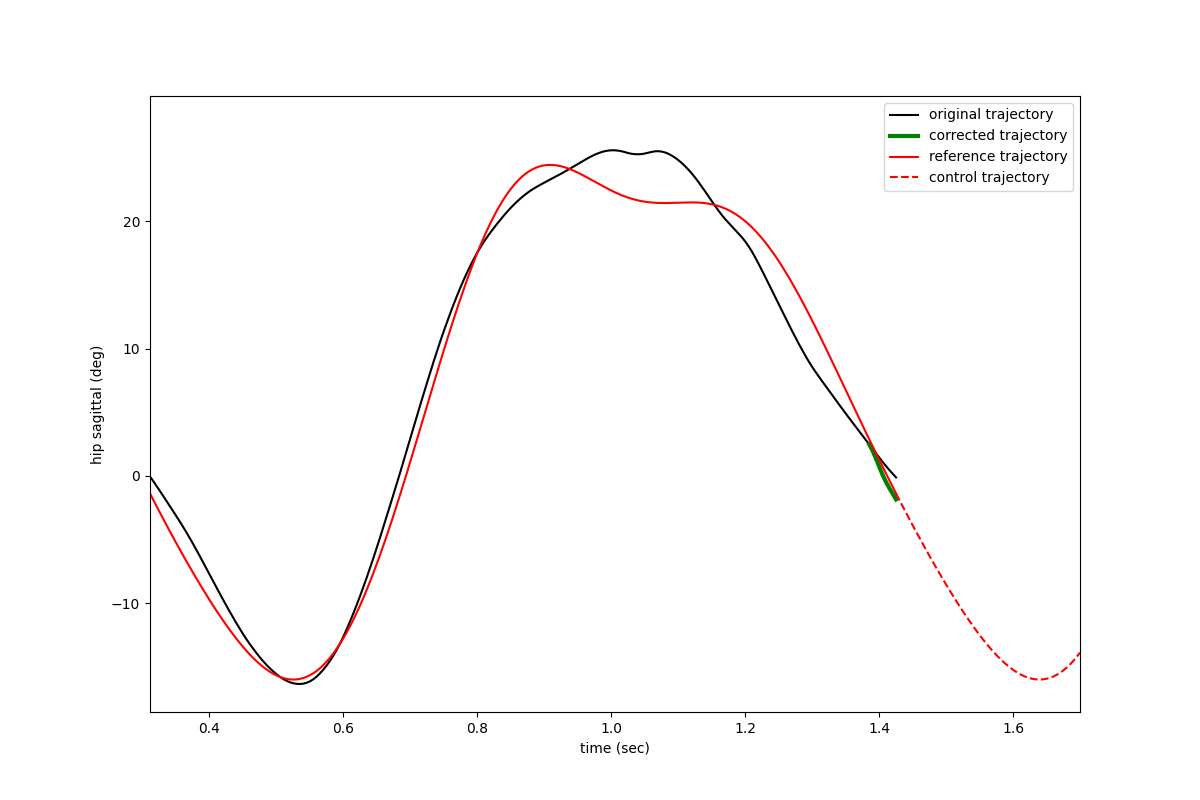 original trajectory
corrected trajectory
reference trajectory
control trajectory
20
10
0
−10
hip sagittal (deg)
0.4 0.6 0.8 1.0 1.2 1.4 1.6
time (sec)